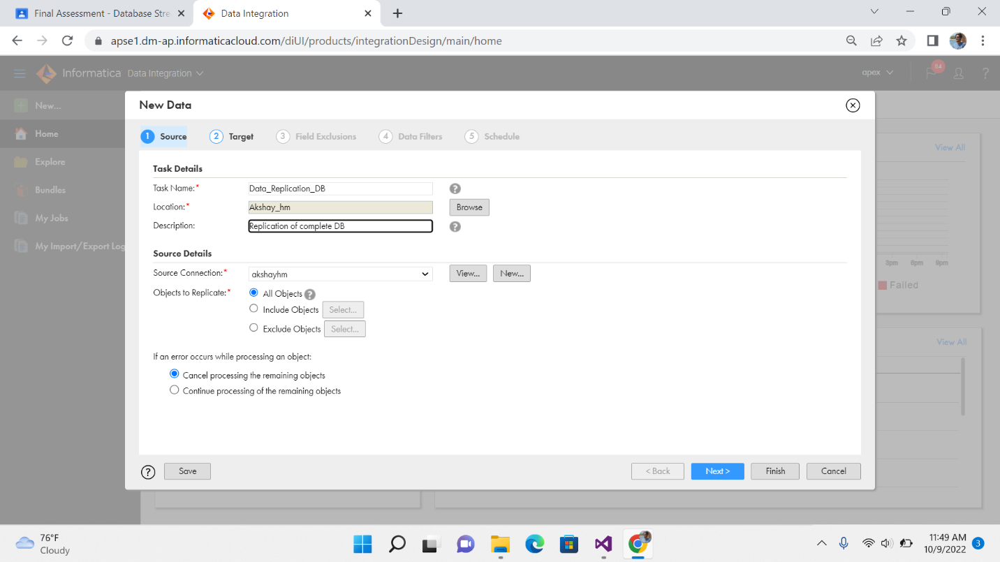 Final Assessment - Database Stre
Data Integration
apse1.dm-ap.informaticacloud.com/diUI/products/integrationDesign/main/home
Informatica Data Integration
apex
54
?
New...
Home
Explore
Bundles
My Jobs
My Import/Export Log
View All
3pm 6pm 9pm
Failed
View All
New Data
1 Source 2 Target 3 Field Exclusions 4 Data Filters 5 Schedule
Task Details
Task Name:* Data_Replication_DB ?
Location:* Akshay_hm Browse
Description: Replication of complete DB ?
Source Details
Source Connection:* akshayhm View... New...
Objects to Replicate:* All Objects ?
Include Objects Select...
Exclude Objects Select...
If an error occurs while processing an object:
Cancel processing the remaining objects
Continue processing of the remaining objects
? Save < Back Next > Finish Cancel
76°F
Cloudy
11:49 AM
10/9/2022
3